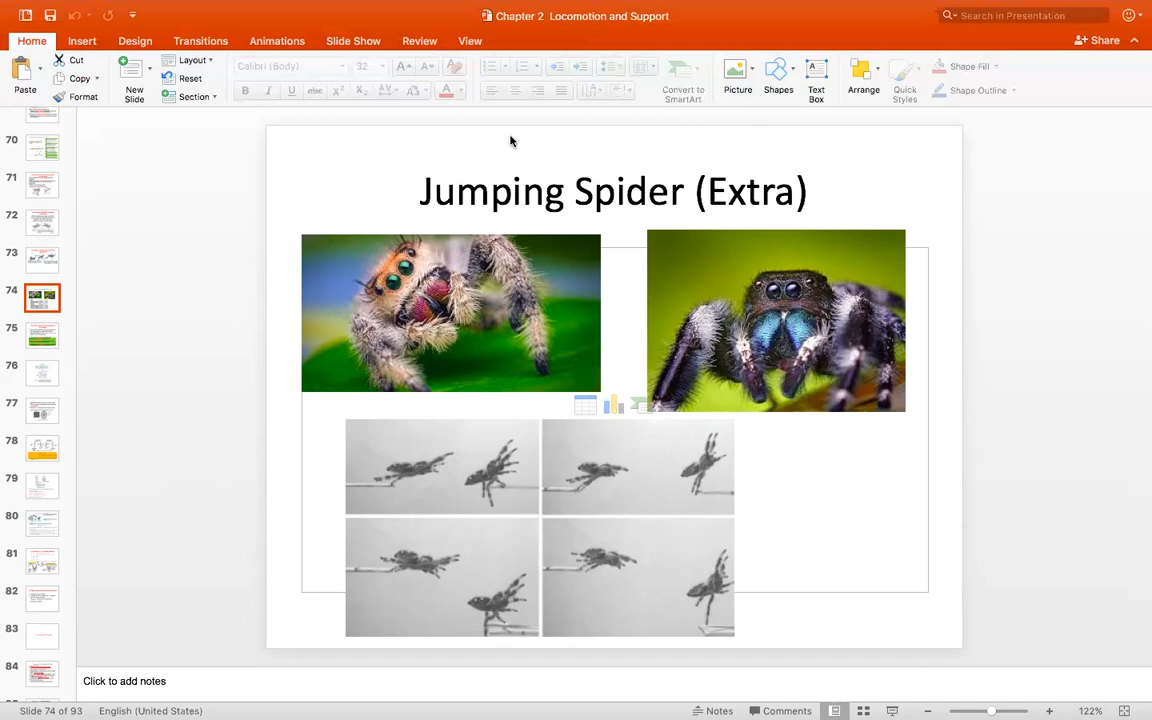 Chapter 2 Locomotion and Support
Search in Presentation
Home Insert Design Transitions Animations Slide Show Review View
Share
Paste
Cut
Copy
Format
New Slide
Layout
Reset
Section
Calibri (Body) 32
Convert to SmartArt
Picture
Shapes
Text Box
Arrange
Quick Styles
Shape Fill
Shape Outline
70
71
72
73
74
75
76
77
78
79
80
81
82
83
84
Jumping Spider (Extra)
Click to add notes
Slide 74 of 93 English (United States)
Notes Comments 122%